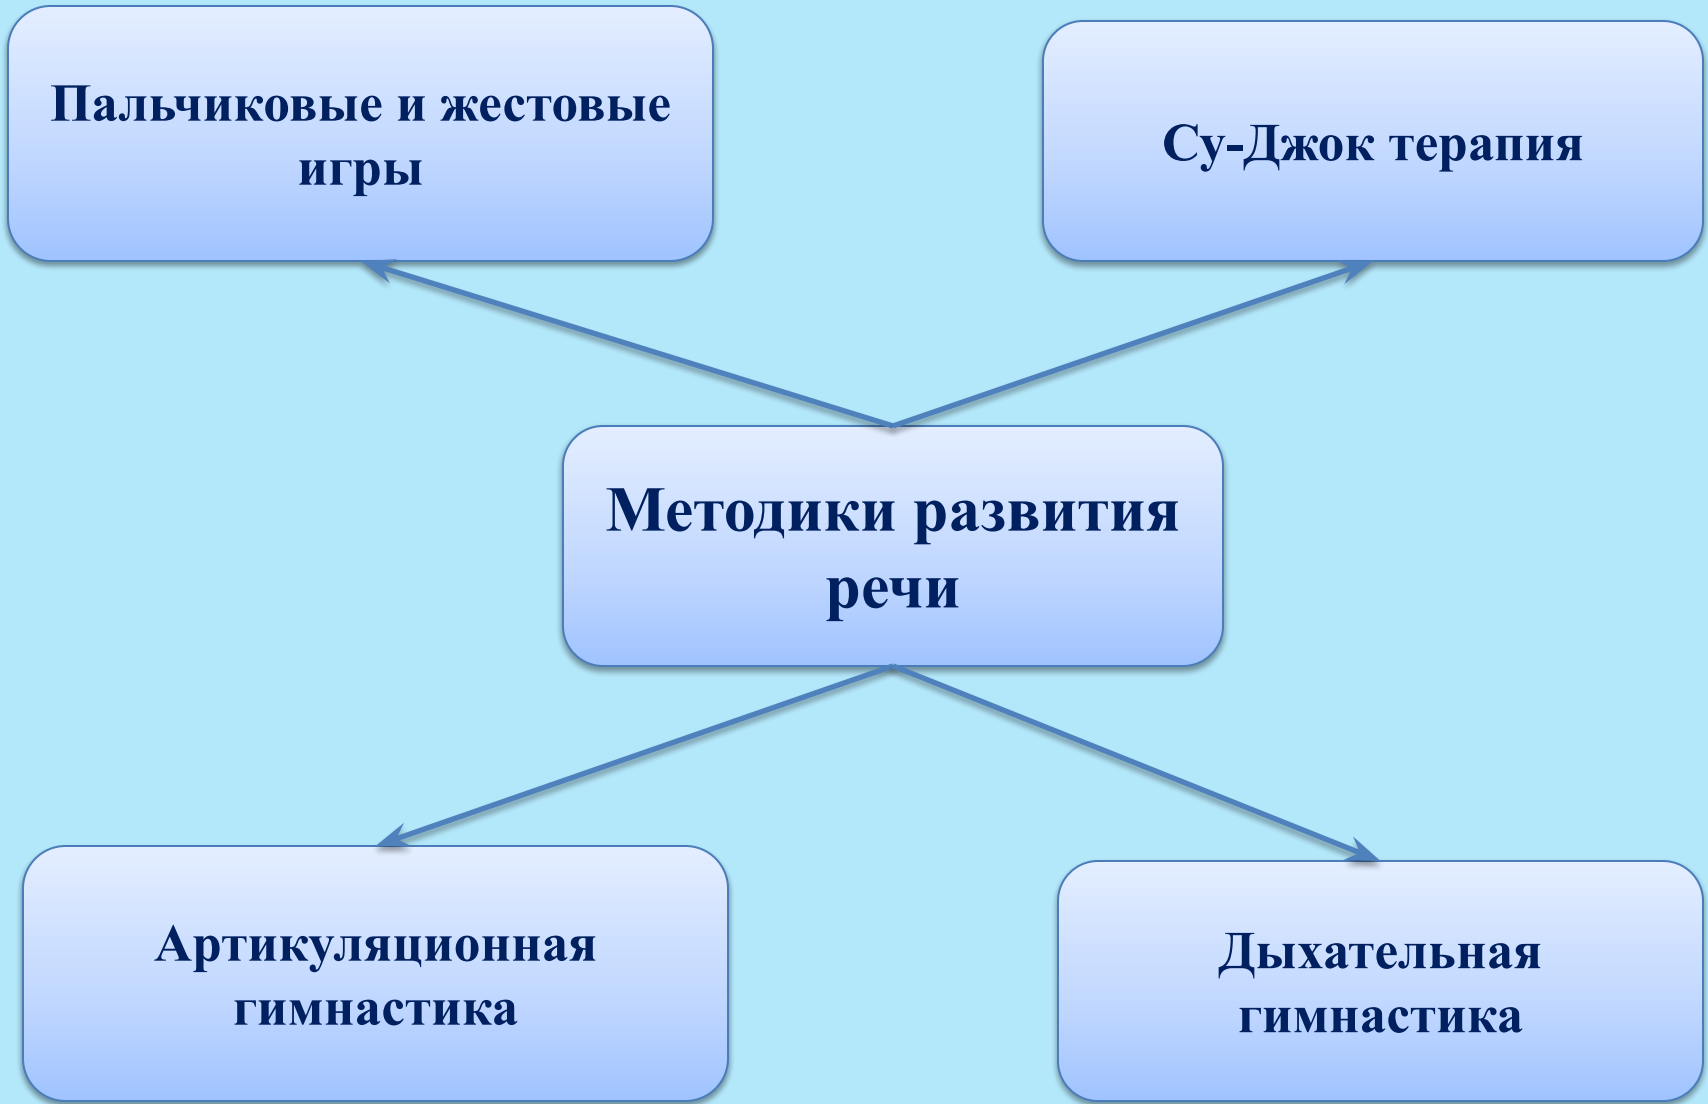 Пальчиковые и жестовые
игры
Су-Джок терапия
Методики развития
речи
Артикуляционная
гимнастика
Дыхательная
гимнастика